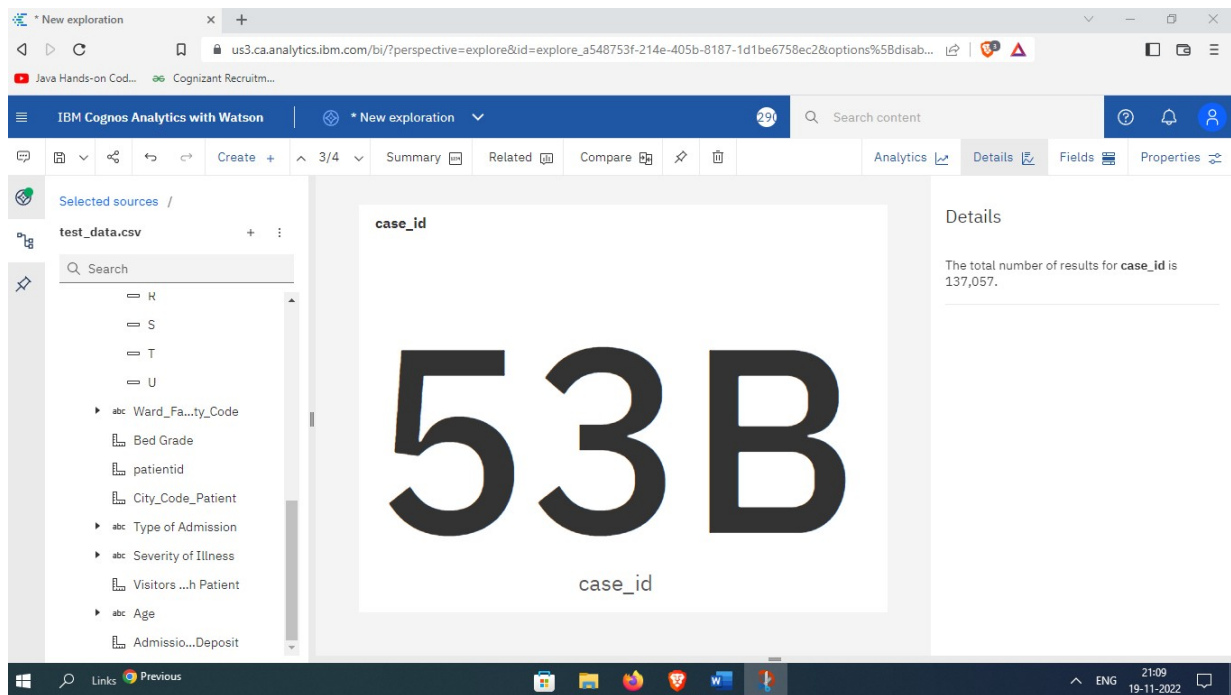 * New exploration
us3.ca.analytics.ibm.com/bi/?perspective=explore&id=explore_a548753f-214e-405b-8187-1d1be6758ec2&options%5Bdisab...
Java Hands-on Cod... Cognizant Recruitm...
IBM Cognos Analytics with Watson * New exploration 290 Search content
Create + 3/4 Summary Related Compare Analytics Details Fields Properties
Selected sources /
test_data.csv
Search
R
S
T
U
abc Ward_Fa...ty_Code
Bed Grade
patientid
City_Code_Patient
abc Type of Admission
abc Severity of Illness
Visitors ...h Patient
abc Age
Admissio...Deposit
case_id
53B
case_id
Details
The total number of results for case_id is
137,057.
Links Previous
ENG 21:09
19-11-2022